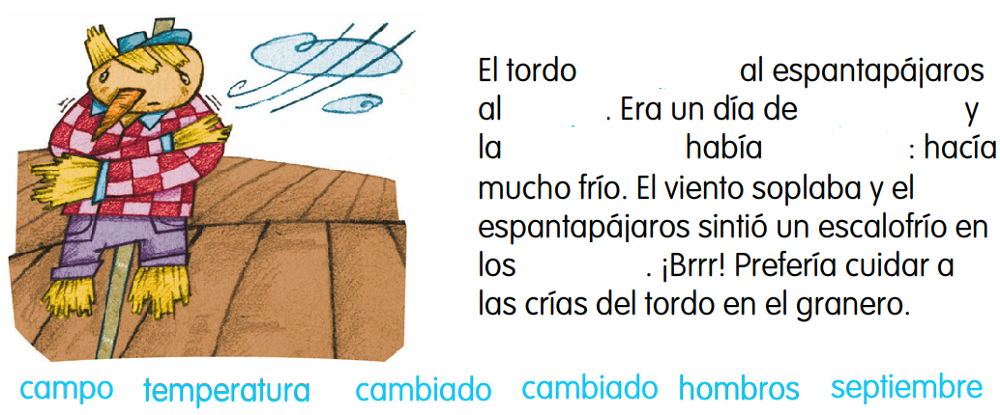 El tordo al espantapájaros
al . Era un día de y
la había : hacía
mucho frío. El viento soplaba y el
espantapájaros sintió un escalofrío en
los . ¡Brrr! Prefería cuidar a
las crías del tordo en el granero.
campo temperatura cambiado cambiado hombros septiembre